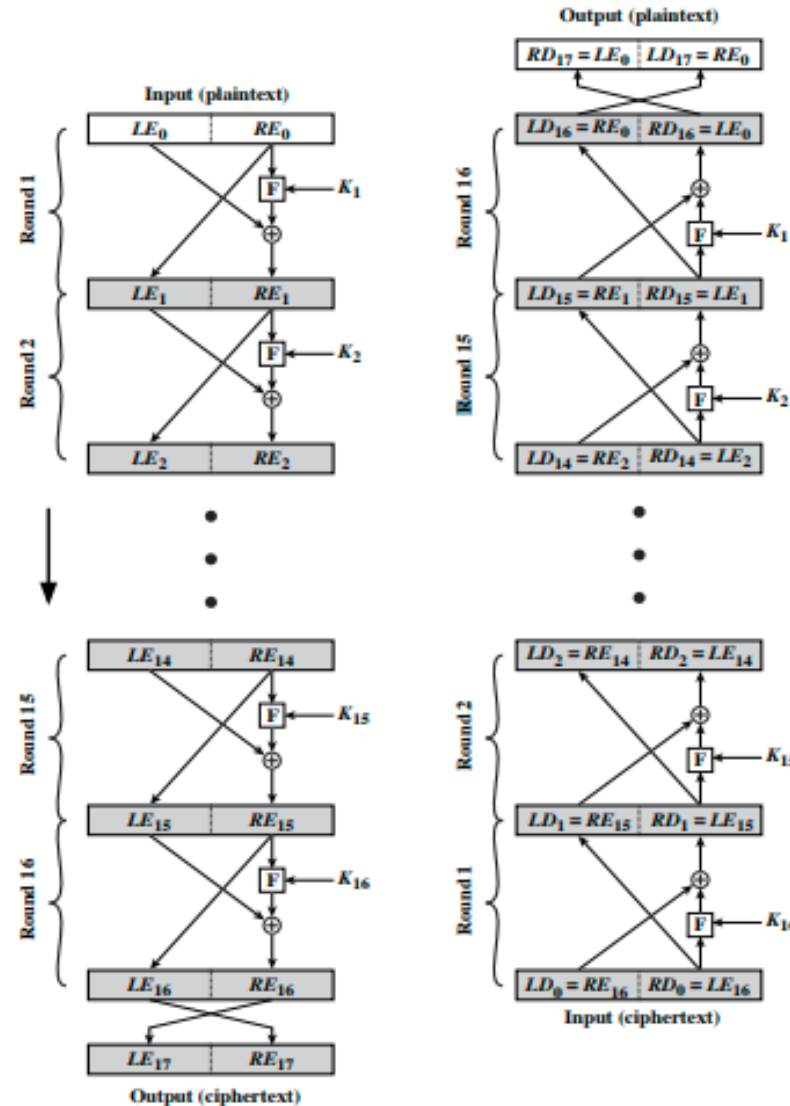 Input (plaintext)
LE₀ RE₀
Round 1
F
K₁
LE₁ RE₁
Round 2
F
K₂
LE₂ RE₂
LE₁₄ RE₁₄
Round 15
F
K₁₅
LE₁₅ RE₁₅
Round 16
F
K₁₆
LE₁₆ RE₁₆
LE₁₇ RE₁₇
Output (ciphertext)
Output (plaintext)
RD₁₇ = LE₀ LD₁₇ = RE₀
LD₁₆ = RE₀ RD₁₆ = LE₀
Round 16
K₁
F
LD₁₅ = RE₁ RD₁₅ = LE₁
Round 15
K₂
F
LD₁₄ = RE₂ RD₁₄ = LE₂
LD₂ = RE₁₄ RD₂ = LE₁₄
Round 2
F
K₁₅
LD₁ = RE₁₅ RD₁ = LE₁₅
Round 1
F
K₁₆
LD₀ = RE₁₆ RD₀ = LE₁₆
Input (ciphertext)